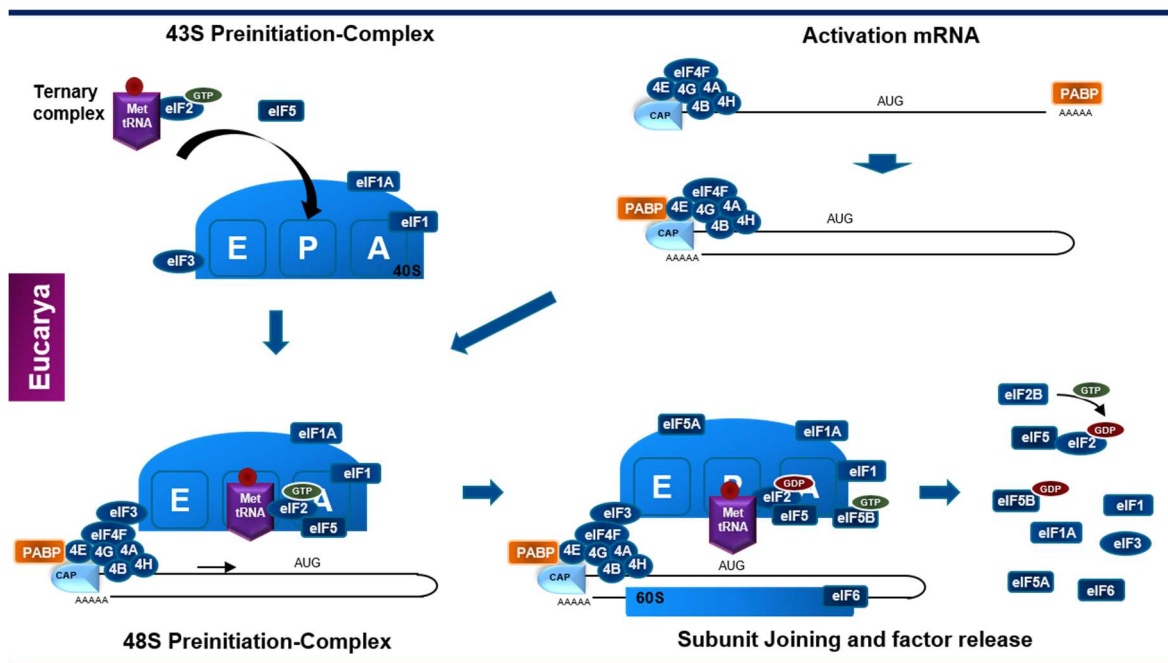 43S Preinitiation-Complex
Ternary
complex
Met
tRNA
eIF2
GTP
eIF5
eIF1A
eIF1
eIF3
E
P
A
40S
Activation mRNA
eIF4F
4E
4G
4A
4B
4H
CAP
AUG
PABP
AAAAA
eIF4F
PABP
4E
4G
4A
4B
4H
CAP
AUG
AAAAA
Eucarya
eIF1A
eIF1
E
A
Met
tRNA
GTP
eIF2
eIF5
eIF3
eIF4F
PABP
4E
4G
4A
4B
4H
CAP
AUG
AAAAA
48S Preinitiation-Complex
eIF5A
eIF1A
eIF1
E
P
A
Met
tRNA
GDP
eIF2
eIF5
GTP
eIF5B
eIF3
eIF4F
PABP
4E
4G
4A
4B
4H
CAP
AUG
AAAAA
60S
eIF6
Subunit Joining and factor release
eIF2B
GTP
eIF5
eIF2
GDP
eIF5B
GDP
eIF1
eIF1A
eIF3
eIF5A
eIF6